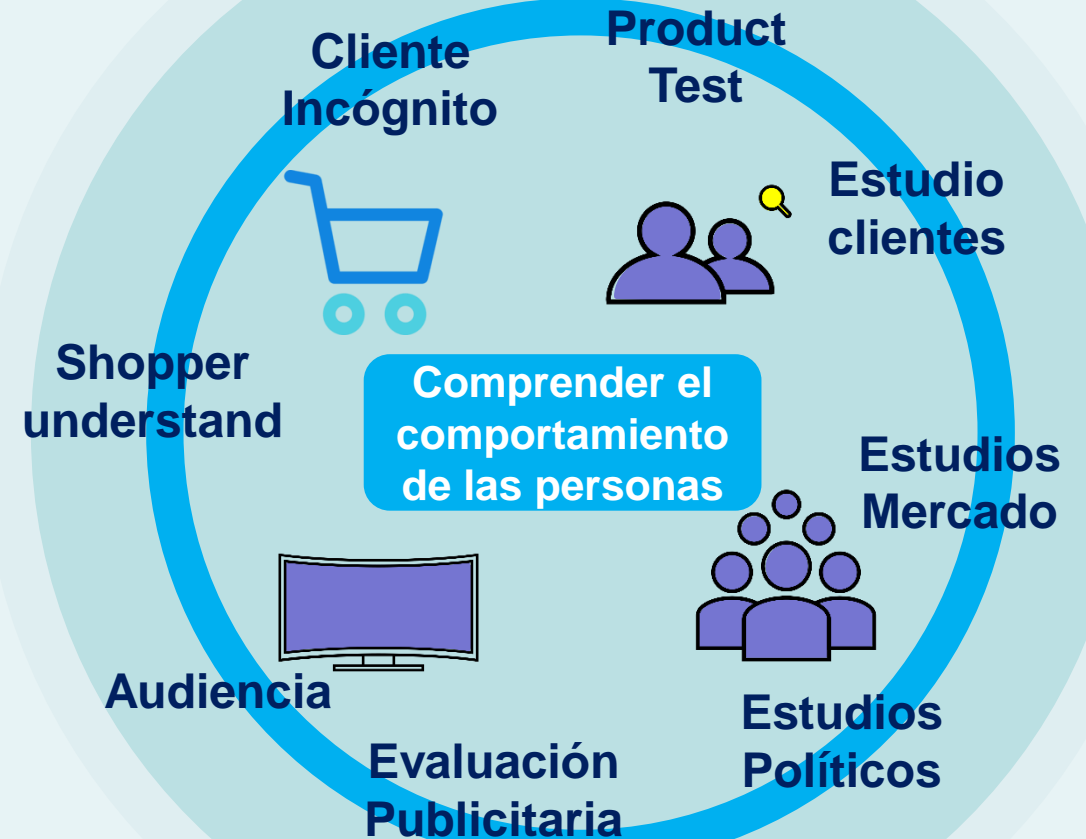 Cliente
Incógnito
Product
Test
Estudio
clientes
Shopper
understand
Comprender el
comportamiento
de las personas
Estudios
Mercado
Audiencia
Estudios
Políticos
Evaluación
Publicitaria